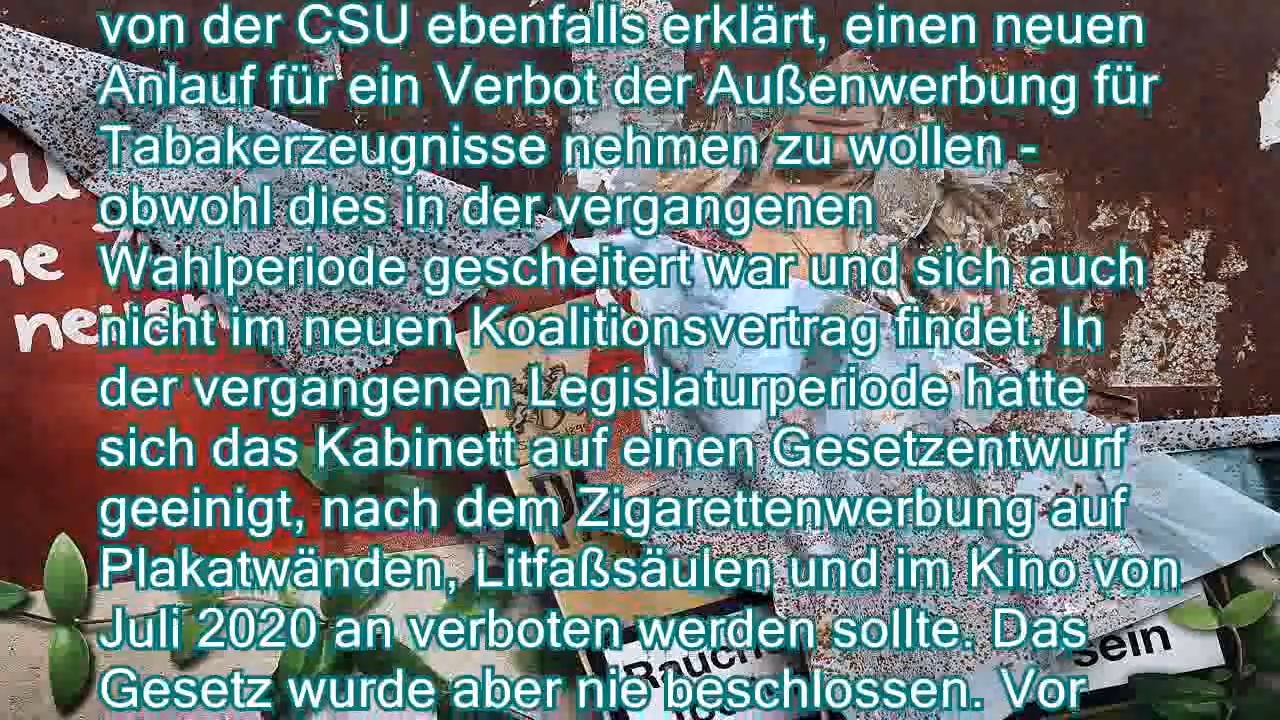 von der CSU ebenfalls erklärt, einen neuen
Anlauf für ein Verbot der Außenwerbung für
Tabakerzeugnisse nehmen zu wollen -
obwohl dies in der vergangenen
Wahlperiode gescheitert war und sich auch
nicht im neuen Koalitionsvertrag findet. In
der vergangenen Legislaturperiode hatte
sich das Kabinett auf einen Gesetzentwurf
geeinigt, nach dem Zigarettenwerbung auf
Plakatwänden, Litfaßsäulen und im Kino von
Juli 2020 an verboten werden sollte. Das
Gesetz wurde aber nie beschlossen. Vor
sein